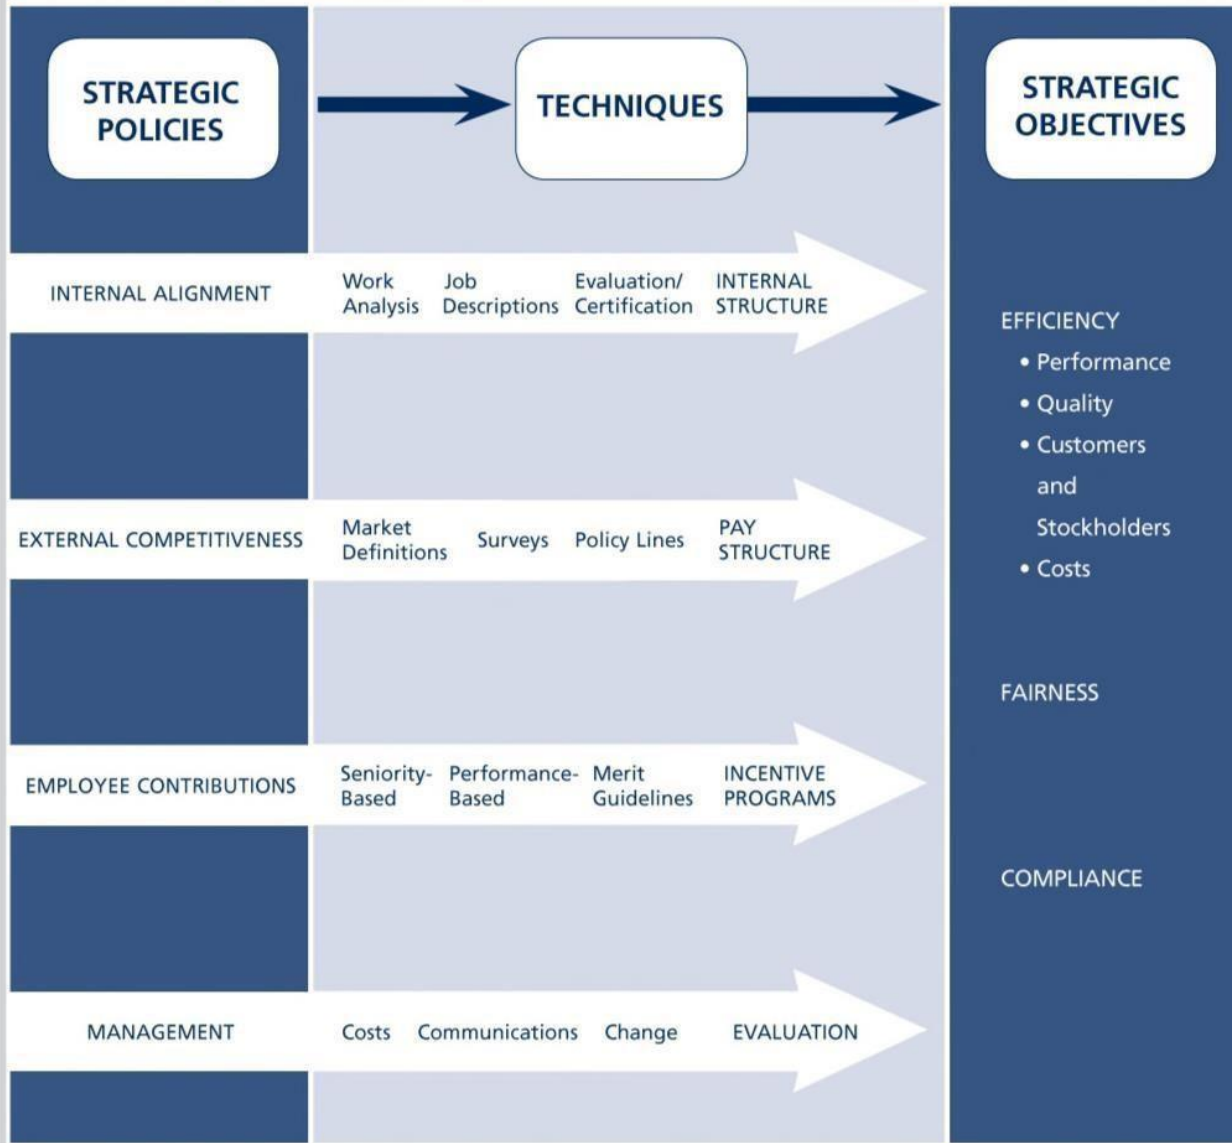 STRATEGIC
POLICIES
TECHNIQUES
STRATEGIC
OBJECTIVES
INTERNAL ALIGNMENT
Work
Analysis
Job
Descriptions
Evaluation/
Certification
INTERNAL
STRUCTURE
EXTERNAL COMPETITIVENESS
Market
Definitions
Surveys
Policy Lines
PAY
STRUCTURE
EMPLOYEE CONTRIBUTIONS
Seniority-
Based
Performance-
Based
Merit
Guidelines
INCENTIVE
PROGRAMS
MANAGEMENT
Costs
Communications
Change
EVALUATION
EFFICIENCY
• Performance
• Quality
• Customers
and
Stockholders
• Costs
FAIRNESS
COMPLIANCE